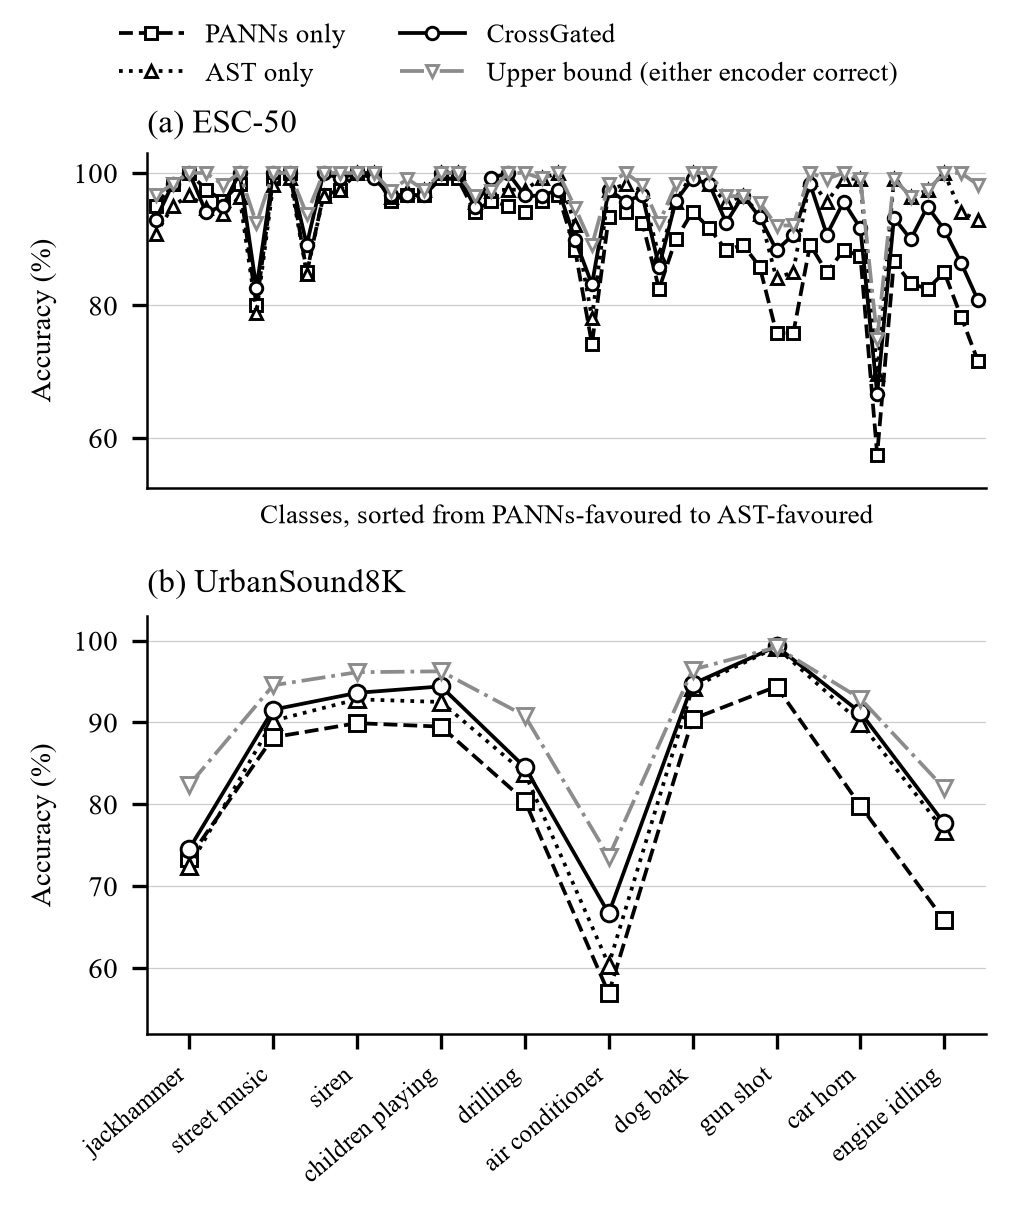 PANNs only
CrossGated
AST only
Upper bound (either encoder correct)
(a) ESC-50
100
80
60
Accuracy (%)
Classes, sorted from PANNs-favoured to AST-favoured
(b) UrbanSound8K
100
90
80
70
60
Accuracy (%)
jackhammer
street music
siren
children playing
drilling
air conditioner
dog bark
gun shot
car horn
engine idling